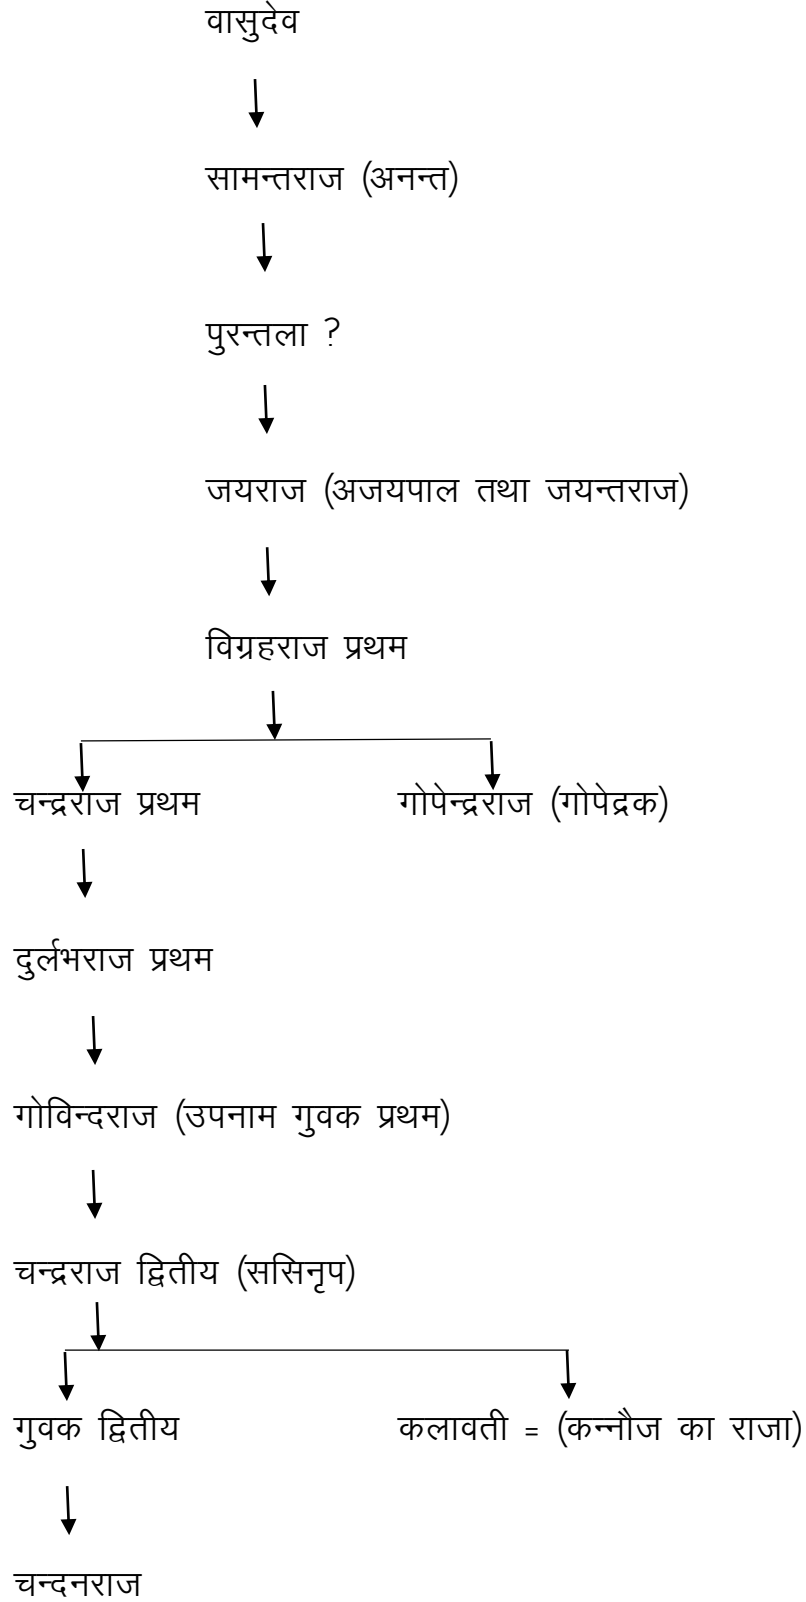 वासुदेव
सामन्तराज (अनन्त)
पुरन्तला ?
जयराज (अजयपाल तथा जयन्तराज)
विग्रहराज प्रथम
चन्द्रराज प्रथम गोपेन्द्रराज (गोपेद्रक)
दुर्लभराज प्रथम
गोविन्दराज (उपनाम गुवक प्रथम)
चन्द्रराज द्वितीय (ससिनृप)
गुवक द्वितीय कलावती = (कन्नौज का राजा)
चन्दनराज